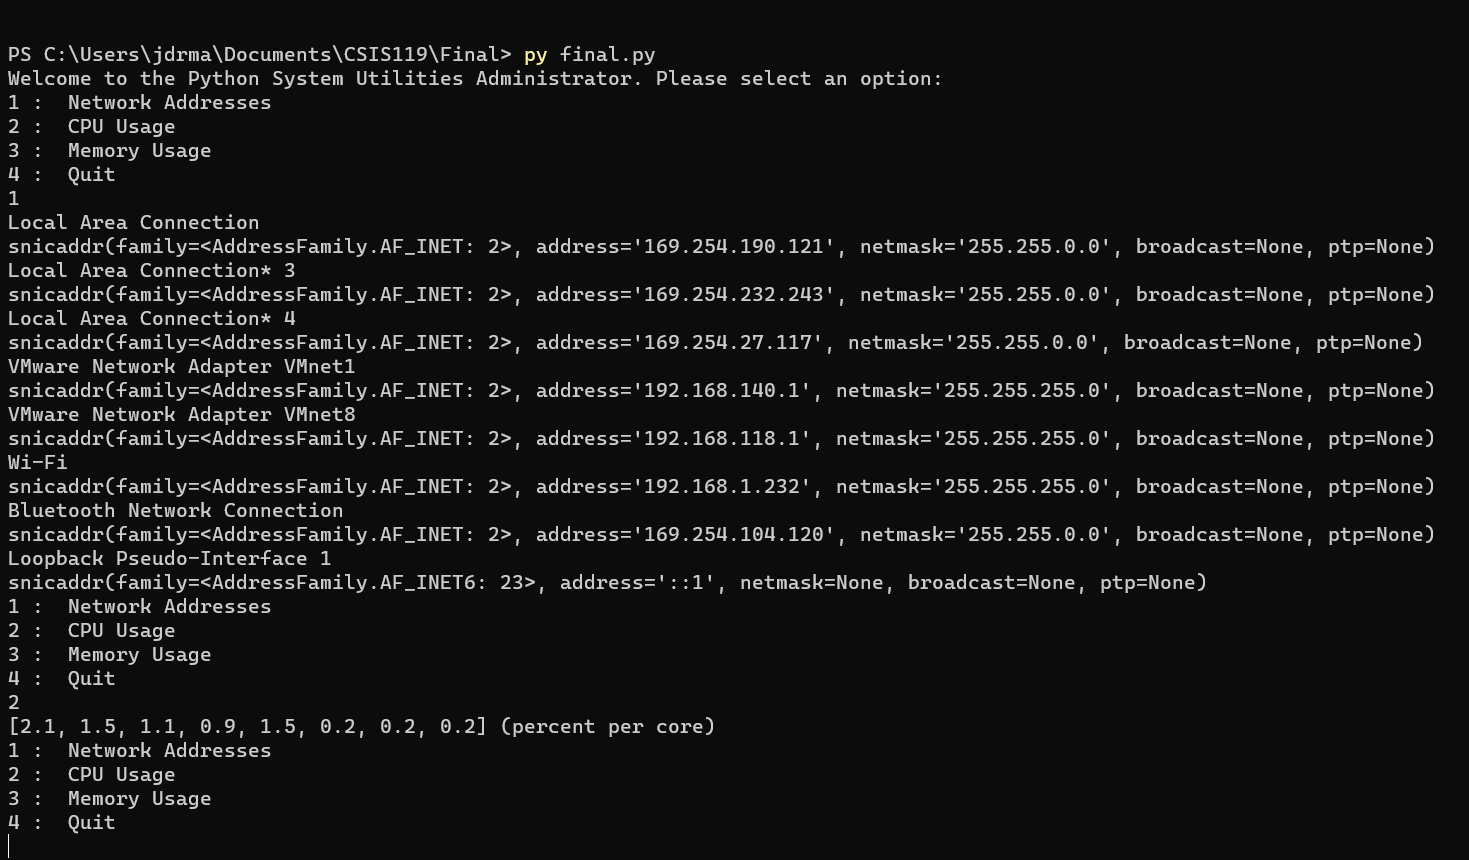 PS C:\Users\jdrma\Documents\CSIS119\Final> py final.py
Welcome to the Python System Utilities Administrator. Please select an option:
1 :  Network Addresses
2 :  CPU Usage
3 :  Memory Usage
4 :  Quit
1
Local Area Connection
snicaddr(family=<AddressFamily.AF_INET: 2>, address='169.254.190.121', netmask='255.255.0.0', broadcast=None, ptp=None)
Local Area Connection* 3
snicaddr(family=<AddressFamily.AF_INET: 2>, address='169.254.232.243', netmask='255.255.0.0', broadcast=None, ptp=None)
Local Area Connection* 4
snicaddr(family=<AddressFamily.AF_INET: 2>, address='169.254.27.117', netmask='255.255.0.0', broadcast=None, ptp=None)
VMware Network Adapter VMnet1
snicaddr(family=<AddressFamily.AF_INET: 2>, address='192.168.140.1', netmask='255.255.255.0', broadcast=None, ptp=None)
VMware Network Adapter VMnet8
snicaddr(family=<AddressFamily.AF_INET: 2>, address='192.168.118.1', netmask='255.255.255.0', broadcast=None, ptp=None)
Wi-Fi
snicaddr(family=<AddressFamily.AF_INET: 2>, address='192.168.1.232', netmask='255.255.255.0', broadcast=None, ptp=None)
Bluetooth Network Connection
snicaddr(family=<AddressFamily.AF_INET: 2>, address='169.254.104.120', netmask='255.255.0.0', broadcast=None, ptp=None)
Loopback Pseudo-Interface 1
snicaddr(family=<AddressFamily.AF_INET6: 23>, address='::1', netmask=None, broadcast=None, ptp=None)
1 :  Network Addresses
2 :  CPU Usage
3 :  Memory Usage
4 :  Quit
2
[2.1, 1.5, 1.1, 0.9, 1.5, 0.2, 0.2, 0.2] (percent per core)
1 :  Network Addresses
2 :  CPU Usage
3 :  Memory Usage
4 :  Quit